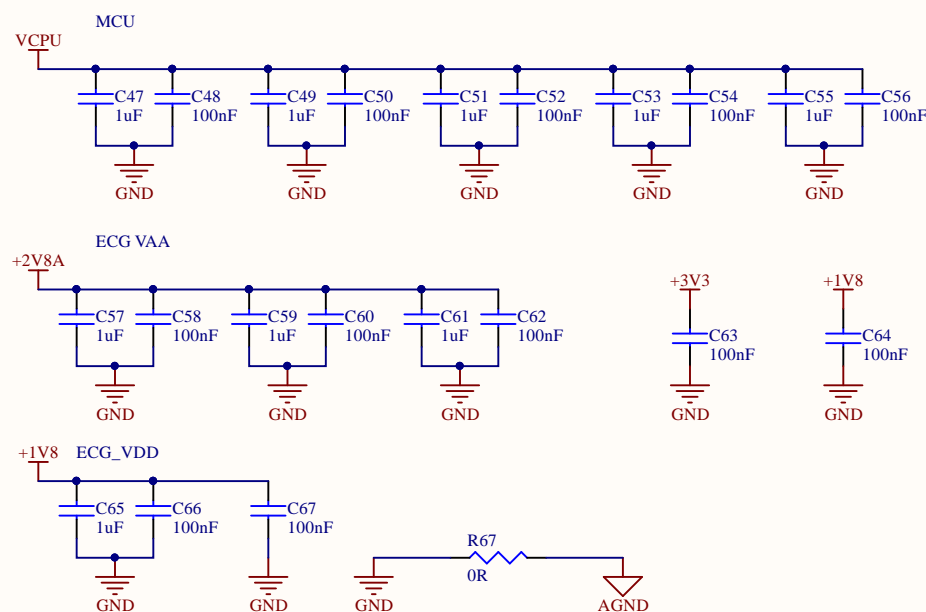 MCU
VCPU
C47 C48 C49 C50 C51 C52 C53 C54 C55 C56
1uF 100nF 1uF 100nF 1uF 100nF 1uF 100nF 1uF 100nF
GND GND GND GND GND
ECG VAA
+2V8A +3V3 +1V8
C57 C58 C59 C60 C61 C62
1uF 100nF 1uF 100nF 1uF 100nF
C63 C64
100nF 100nF
GND GND GND GND GND
+1V8 ECG_VDD
C65 C66 C67
1uF 100nF 100nF
R67
0R
GND GND GND AGND